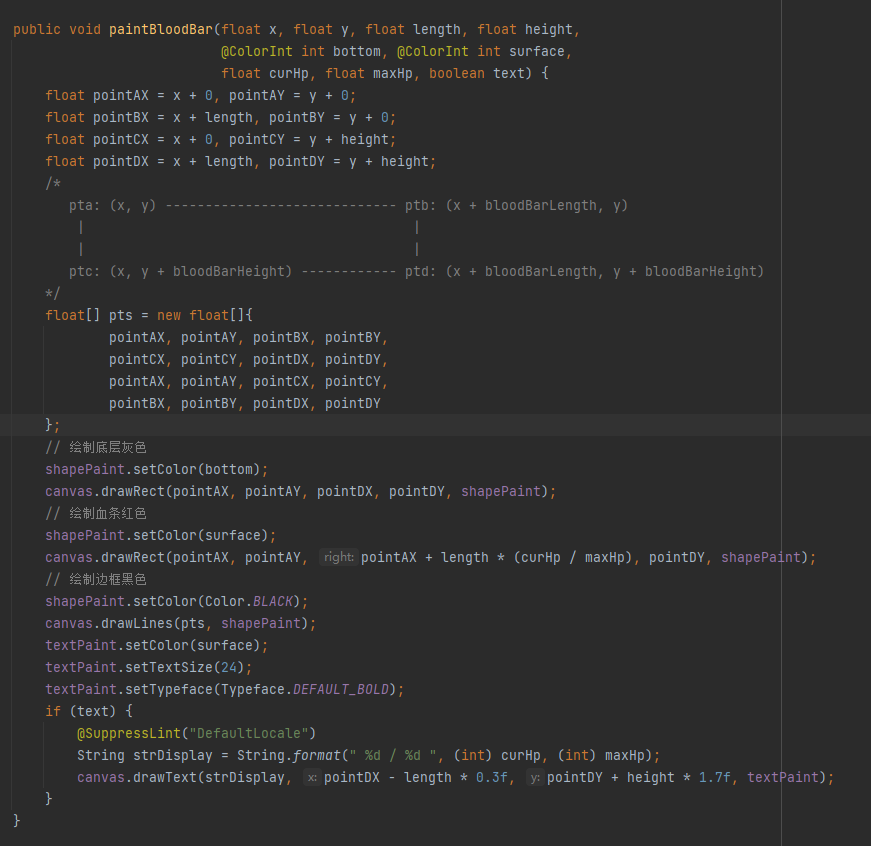 public void paintBloodBar(float x, float y, float length, float height,
                          @ColorInt int bottom, @ColorInt int surface,
                          float curHp, float maxHp, boolean text) {
    float pointAX = x + 0, pointAY = y + 0;
    float pointBX = x + length, pointBY = y + 0;
    float pointCX = x + 0, pointCY = y + height;
    float pointDX = x + length, pointDY = y + height;
    /*
       pta: (x, y) ----------------------------- ptb: (x + bloodBarLength, y)
        |                                         |
        |                                         |
       ptc: (x, y + bloodBarHeight) ------------ ptd: (x + bloodBarLength, y + bloodBarHeight)
    */
    float[] pts = new float[]{
            pointAX, pointAY, pointBX, pointBY,
            pointCX, pointCY, pointDX, pointDY,
            pointAX, pointAY, pointCX, pointCY,
            pointBX, pointBY, pointDX, pointDY
    };
    // 绘制底层灰色
    shapePaint.setColor(bottom);
    canvas.drawRect(pointAX, pointAY, pointDX, pointDY, shapePaint);
    // 绘制血条红色
    shapePaint.setColor(surface);
    canvas.drawRect(pointAX, pointAY, right: pointAX + length * (curHp / maxHp), pointDY, shapePaint);
    // 绘制边框黑色
    shapePaint.setColor(Color.BLACK);
    canvas.drawLines(pts, shapePaint);
    textPaint.setColor(surface);
    textPaint.setTextSize(24);
    textPaint.setTypeface(Typeface.DEFAULT_BOLD);
    if (text) {
        @SuppressLint("DefaultLocale")
        String strDisplay = String.format(" %d / %d ", (int) curHp, (int) maxHp);
        canvas.drawText(strDisplay, x: pointDX - length * 0.3f, y: pointDY + height * 1.7f, textPaint);
    }
}